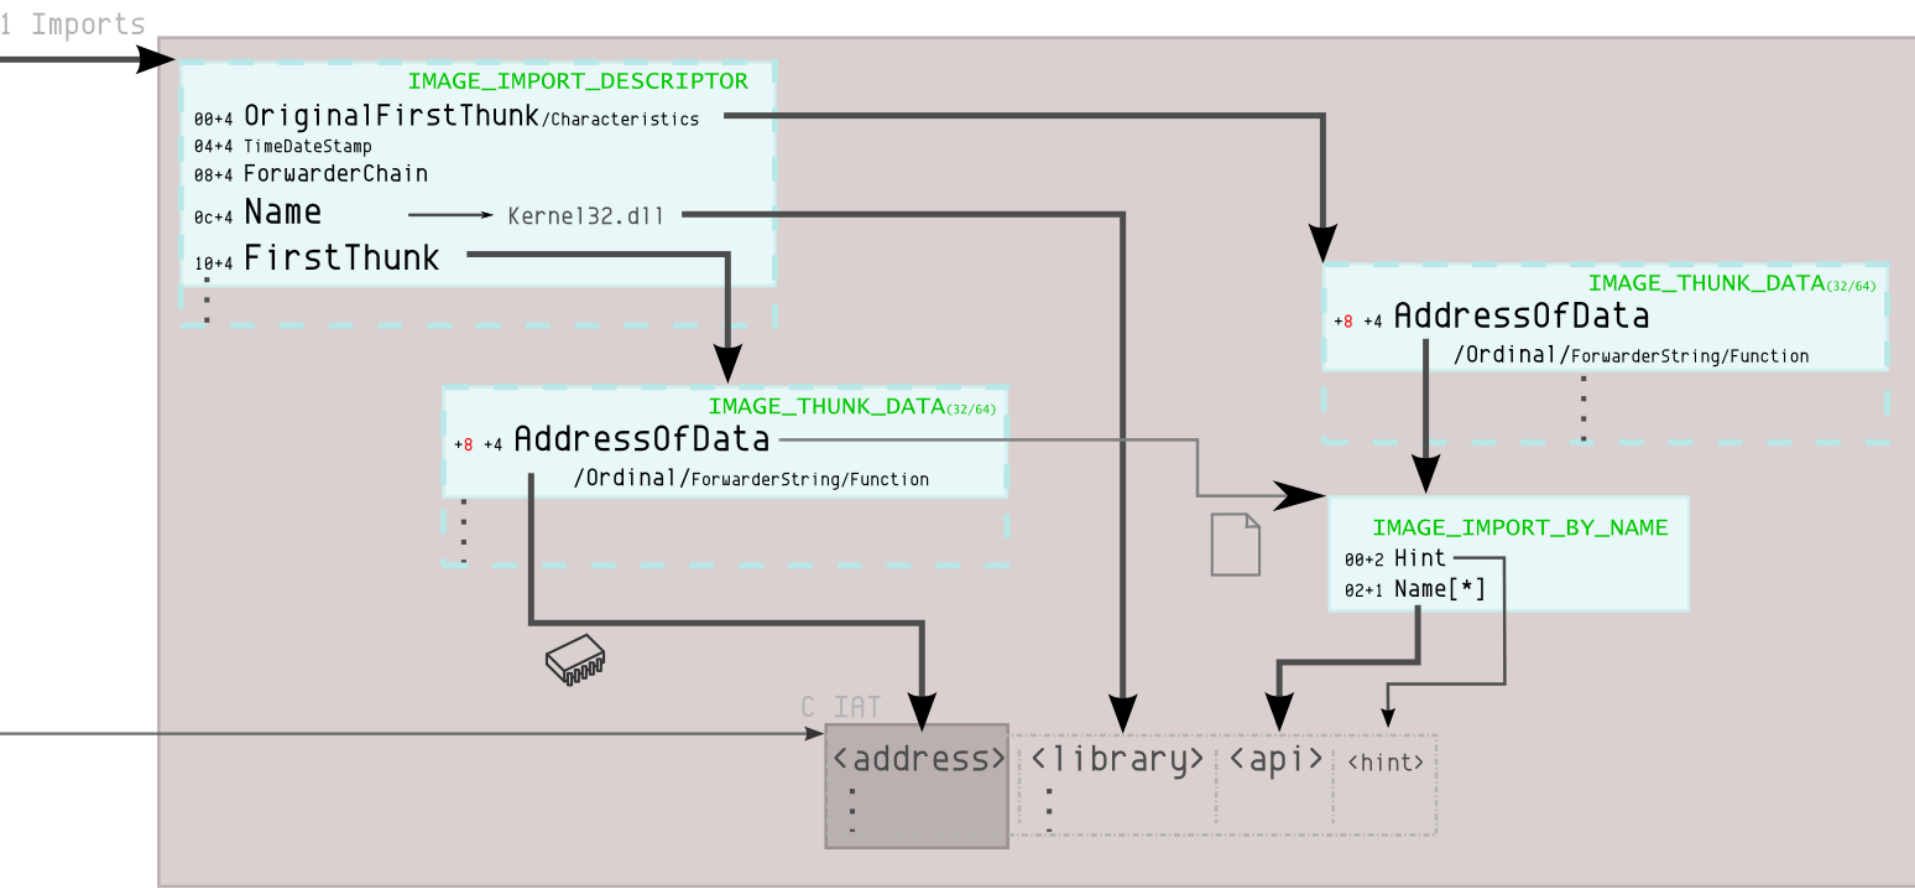 1 Imports
IMAGE_IMPORT_DESCRIPTOR
00+4 OriginalFirstThunk/Characteristics
04+4 TimeDateStamp
08+4 ForwarderChain
0c+4 Name Kernel32.dll
10+4 FirstThunk
IMAGE_THUNK_DATA(32/64)
+8 +4 AddressOfData
/Ordinal/ForwarderString/Function
IMAGE_THUNK_DATA(32/64)
+8 +4 AddressOfData
/Ordinal/ForwarderString/Function
IMAGE_IMPORT_BY_NAME
00+2 Hint
02+1 Name[*]
C IAT
<address> <library> <api> <hint>